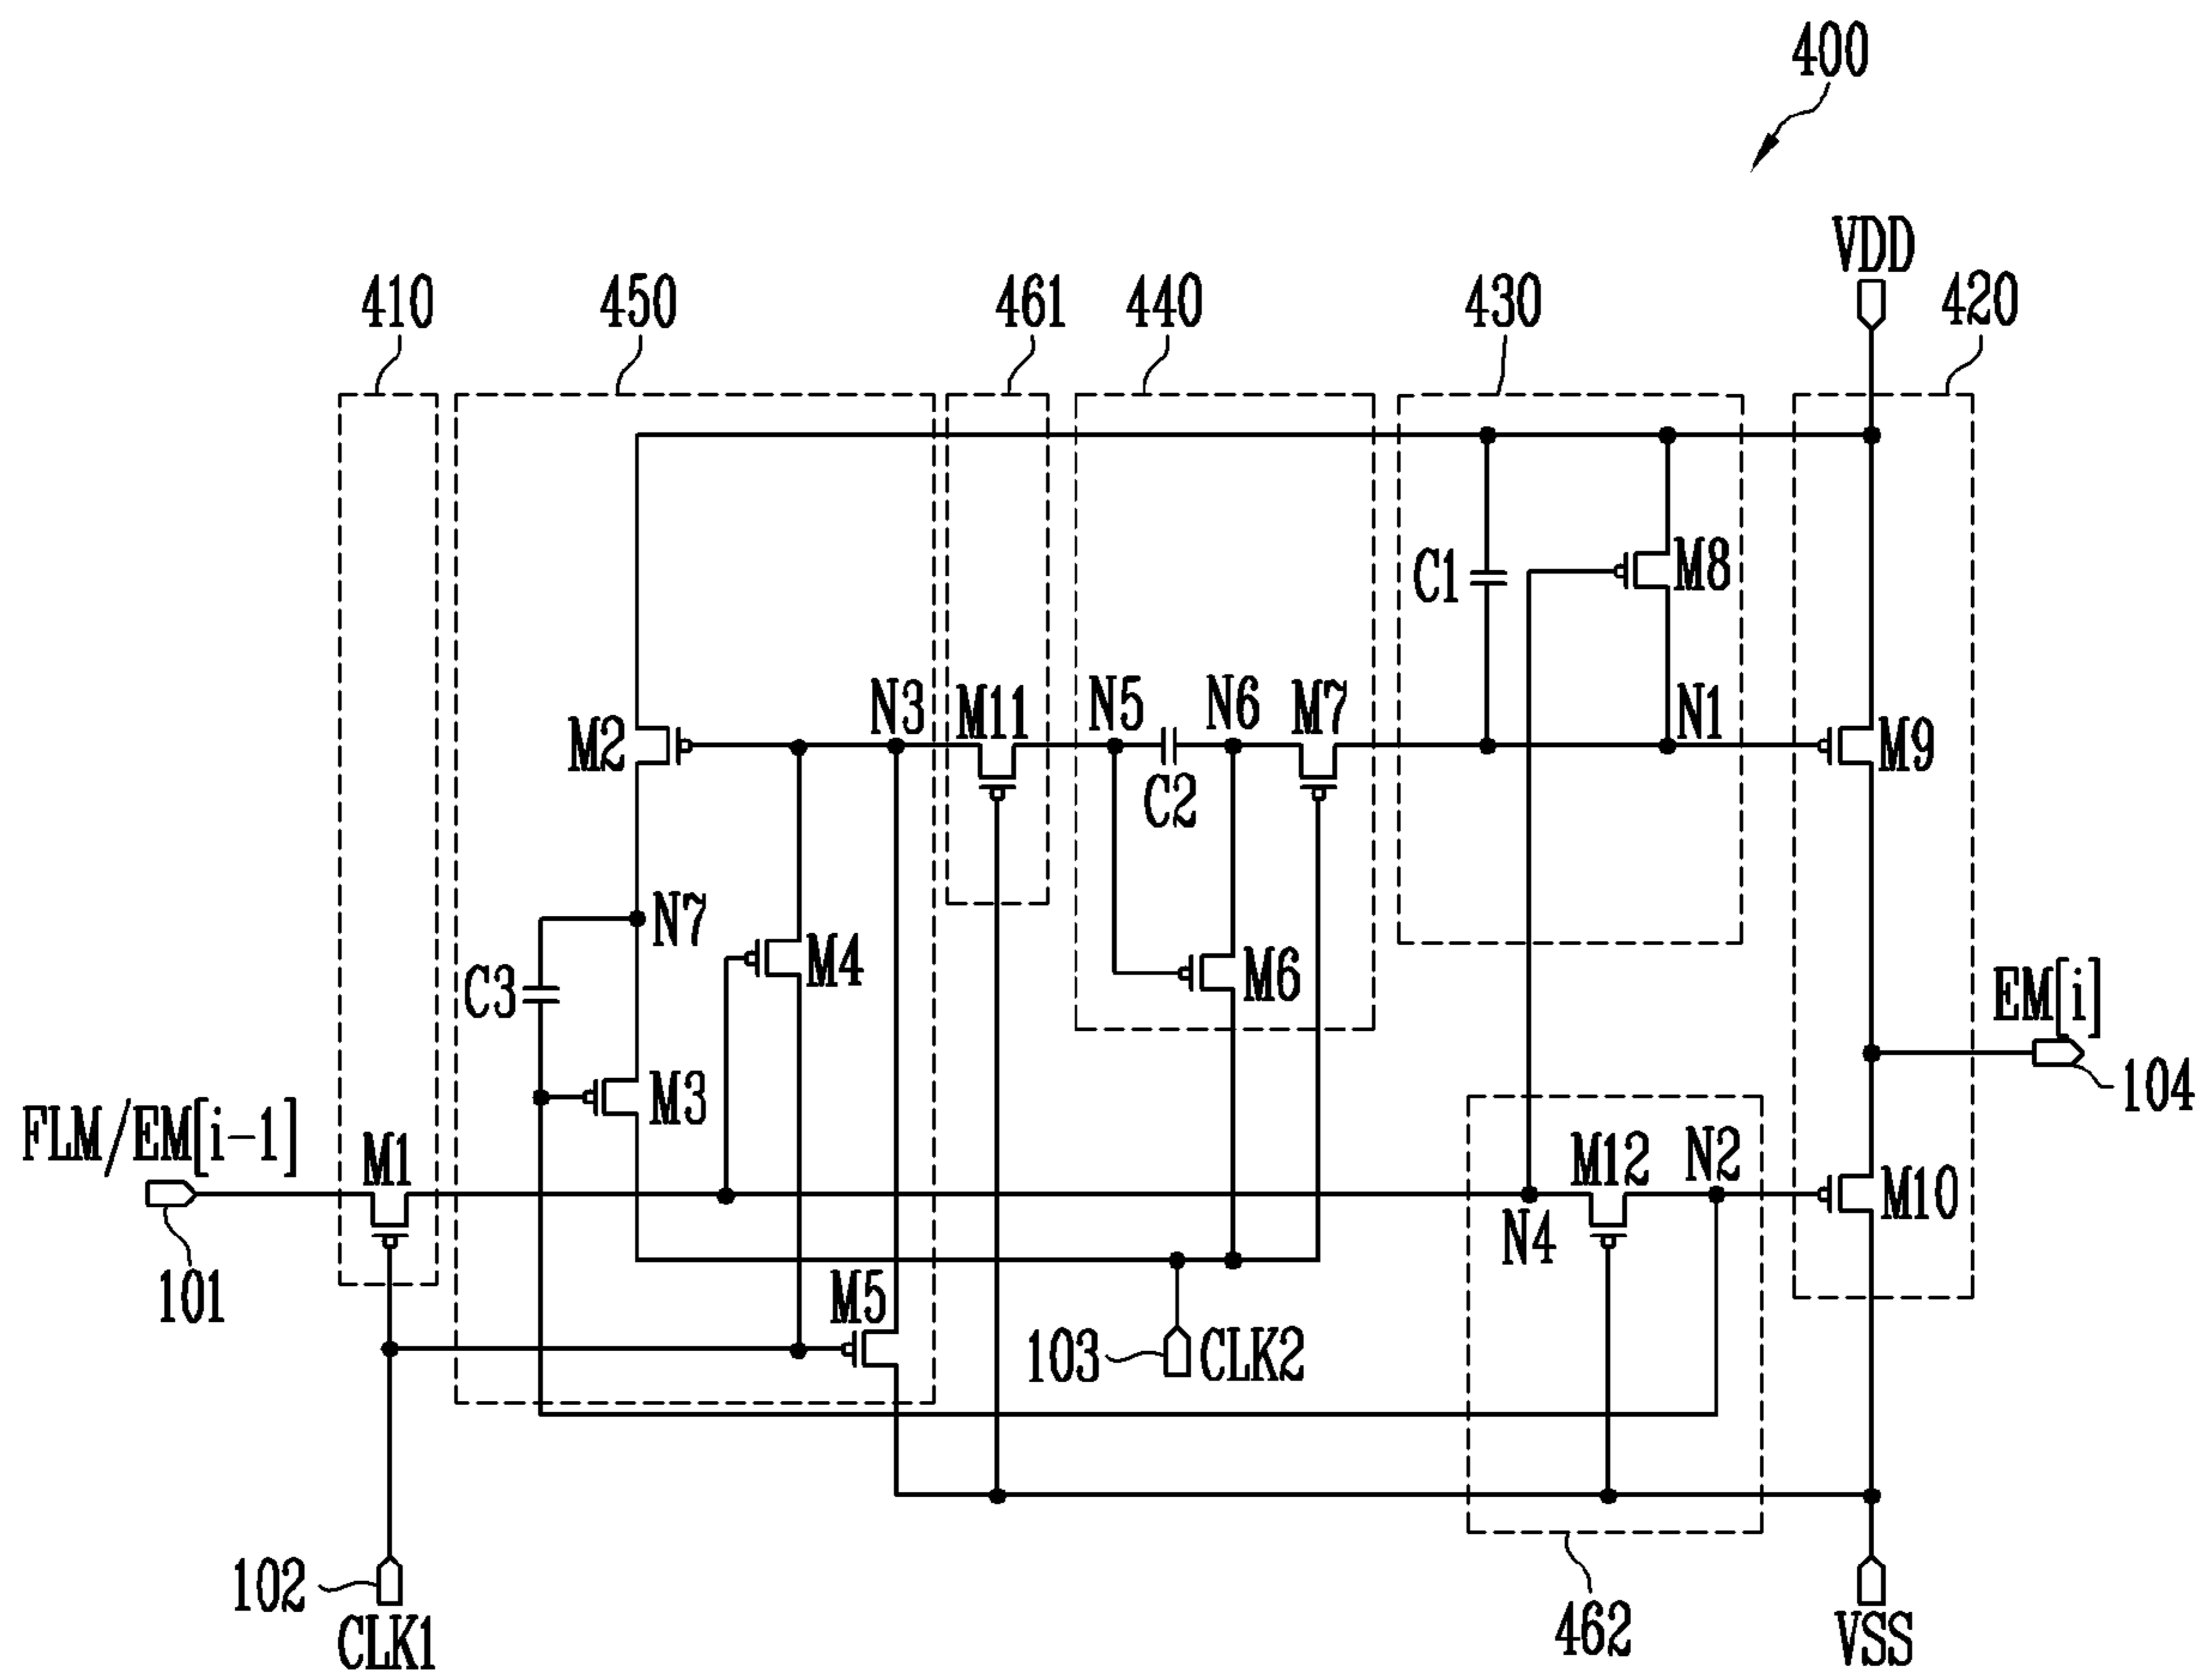 400
VDD
410
450
461
440
430
420
C1
M8
M2
N3
M11
N5
N6
M7
N1
M9
C2
N7
M4
M6
C3
EM[i]
M3
104
FLM/EM[i-1]
M1
M12
N2
M10
N4
101
M5
103
CLK2
102
462
CLK1
VSS